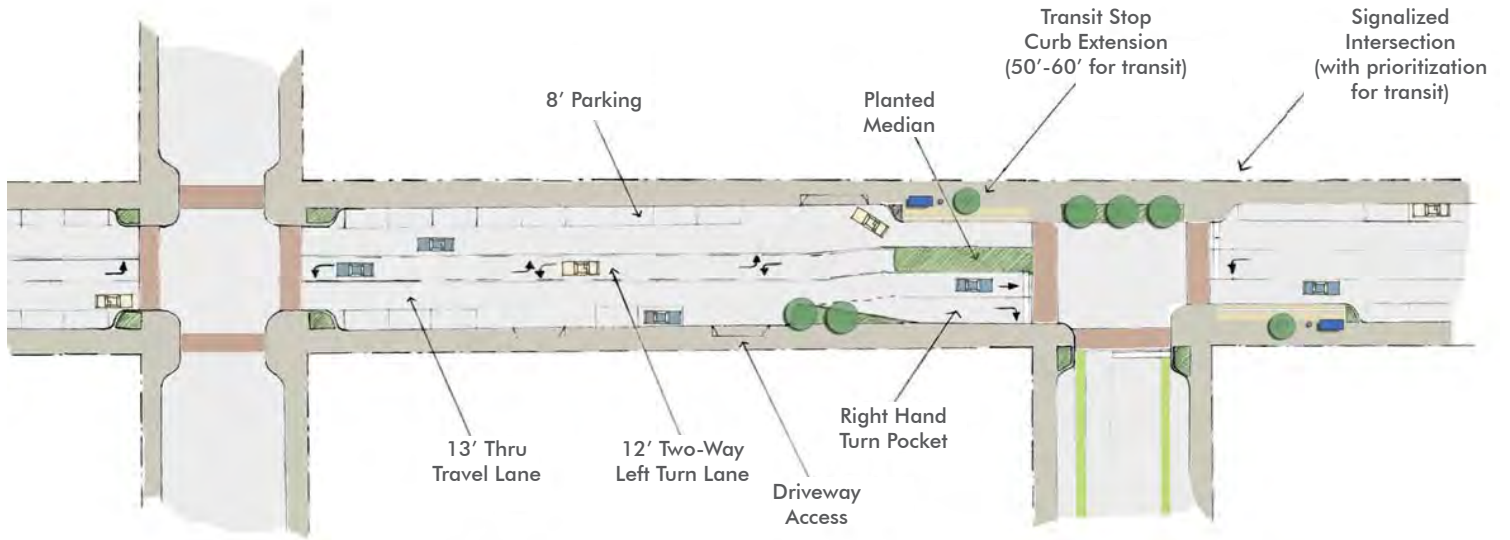 Transit Stop
Curb Extension
(50’-60’ for transit)
Signalized
Intersection
(with prioritization
for transit)
8’ Parking
Planted
Median
13’ Thru
Travel Lane
12’ Two-Way
Left Turn Lane
Driveway
Access
Right Hand
Turn Pocket